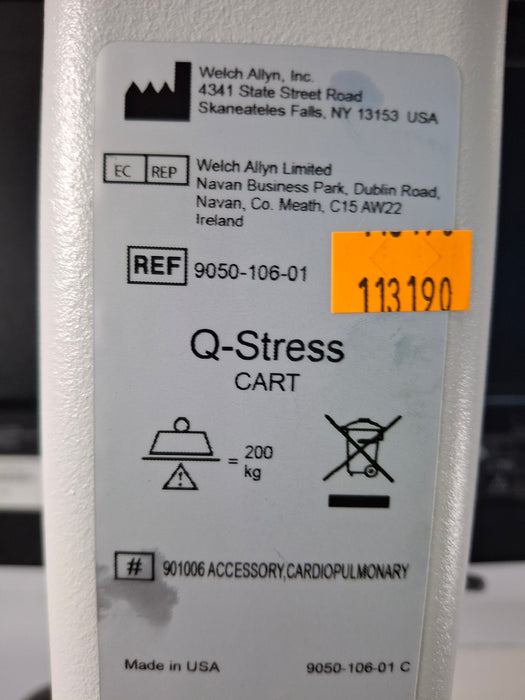 Welch Allyn, Inc.
4341 State Street Road
Skaneateles Falls, NY 13153 USA
EC REP
Welch Allyn Limited
Navan Business Park, Dublin Road,
Navan, Co. Meath, C15 AW22
Ireland
REF 9050-106-01
113190
Q-Stress
CART
= 200
kg
# 901006 ACCESSORY,CARDIOPULMONARY
Made in USA 9050-106-01 C